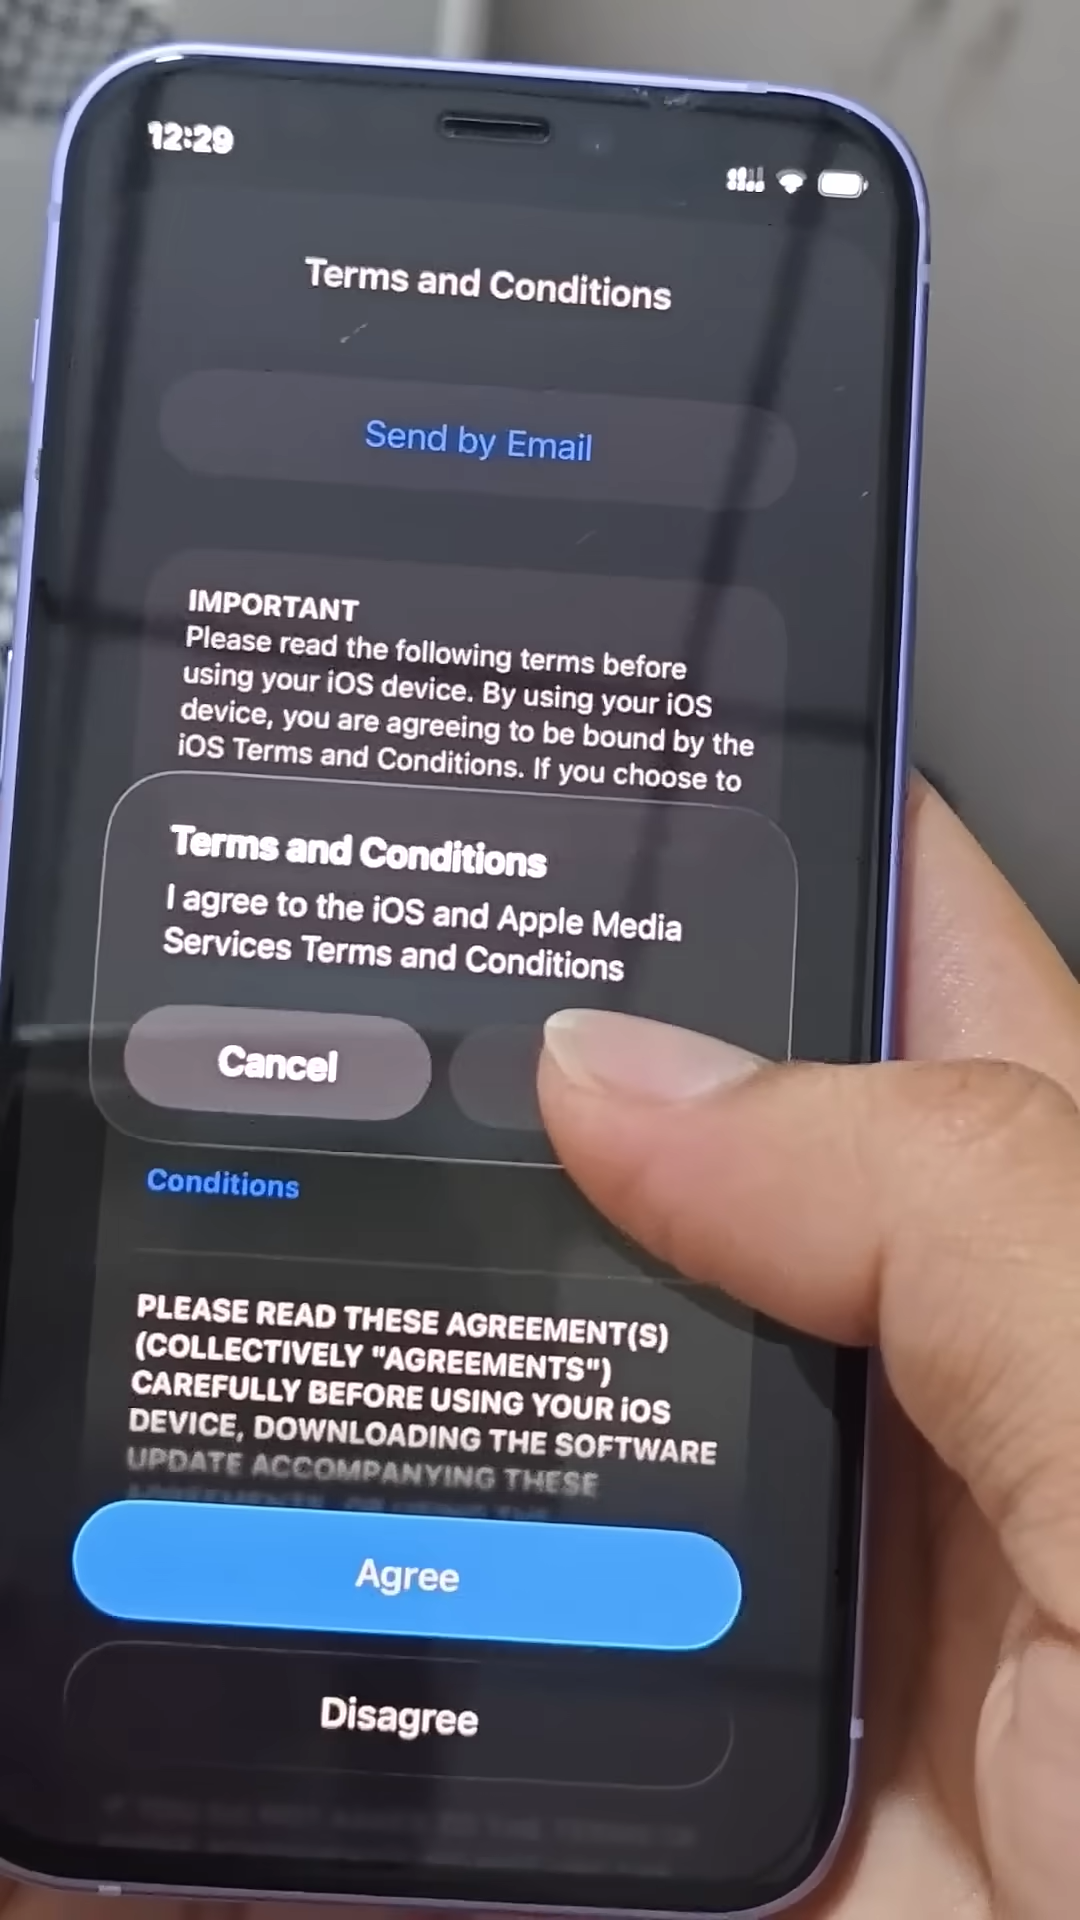 12:29
Terms and Conditions
Send by Email
IMPORTANT
Please read the following terms before
using your iOS device. By using your iOS
device, you are agreeing to be bound by the
iOS Terms and Conditions. If you choose to
Terms and Conditions
I agree to the iOS and Apple Media
Services Terms and Conditions
Cancel
Conditions
PLEASE READ THESE AGREEMENT(S)
(COLLECTIVELY "AGREEMENTS")
CAREFULLY BEFORE USING YOUR iOS
DEVICE, DOWNLOADING THE SOFTWARE
UPDATE ACCOMPANYING THESE
Agree
Disagree